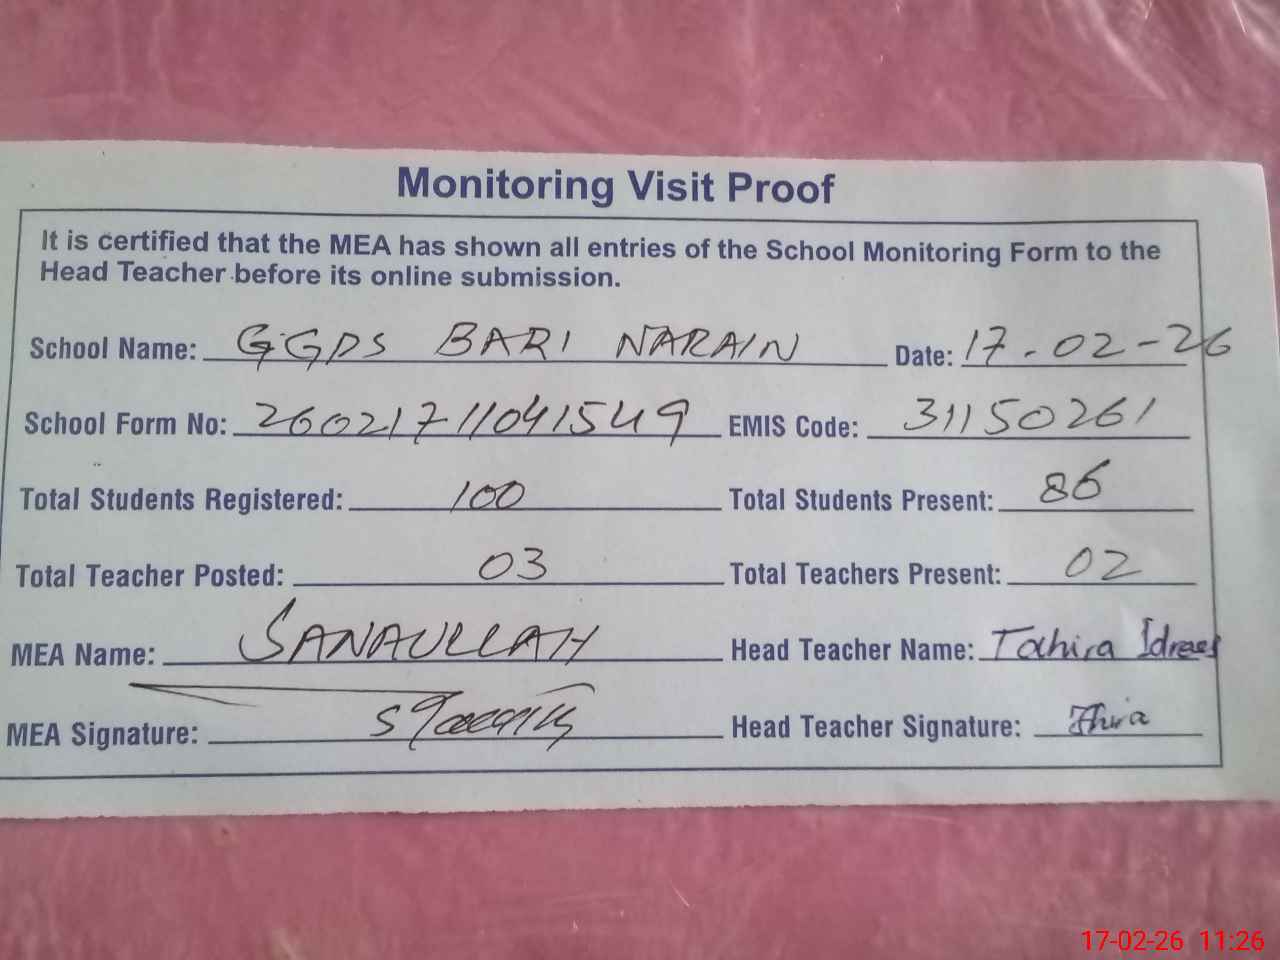 Monitoring Visit Proof
It is certified that the MEA has shown all entries of the School Monitoring Form to the
Head Teacher before its online submission.
School Name: GGPS BARI NARAIN Date: 17-02-26
School Form No: 26021711041549 EMIS Code: 31150261
Total Students Registered: 100 Total Students Present: 86
Total Teacher Posted: 03 Total Teachers Present: 02
MEA Name: SANAULLAH Head Teacher Name: Tahira Idrees
MEA Signature: Head Teacher Signature:
17-02-26 11:26